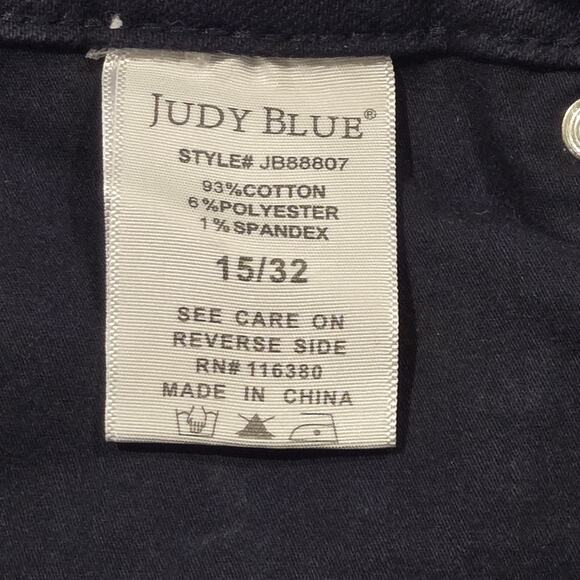 JUDY BLUE®
STYLE# JB88807
93%COTTON
6%POLYESTER
1%SPANDEX
15/32
SEE CARE ON
REVERSE SIDE
RN# 116380
MADE IN CHINA